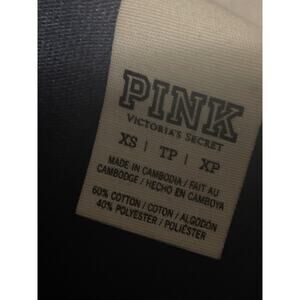 PINK
VICTORIA'S SECRET
XS | TP | XP
MADE IN CAMBODIA / FAIT AU
CAMBODGE / HECHO EN CAMBOYA
60% COTTON / COTON / ALGODÓN
40% POLYESTER / POLIÉSTER